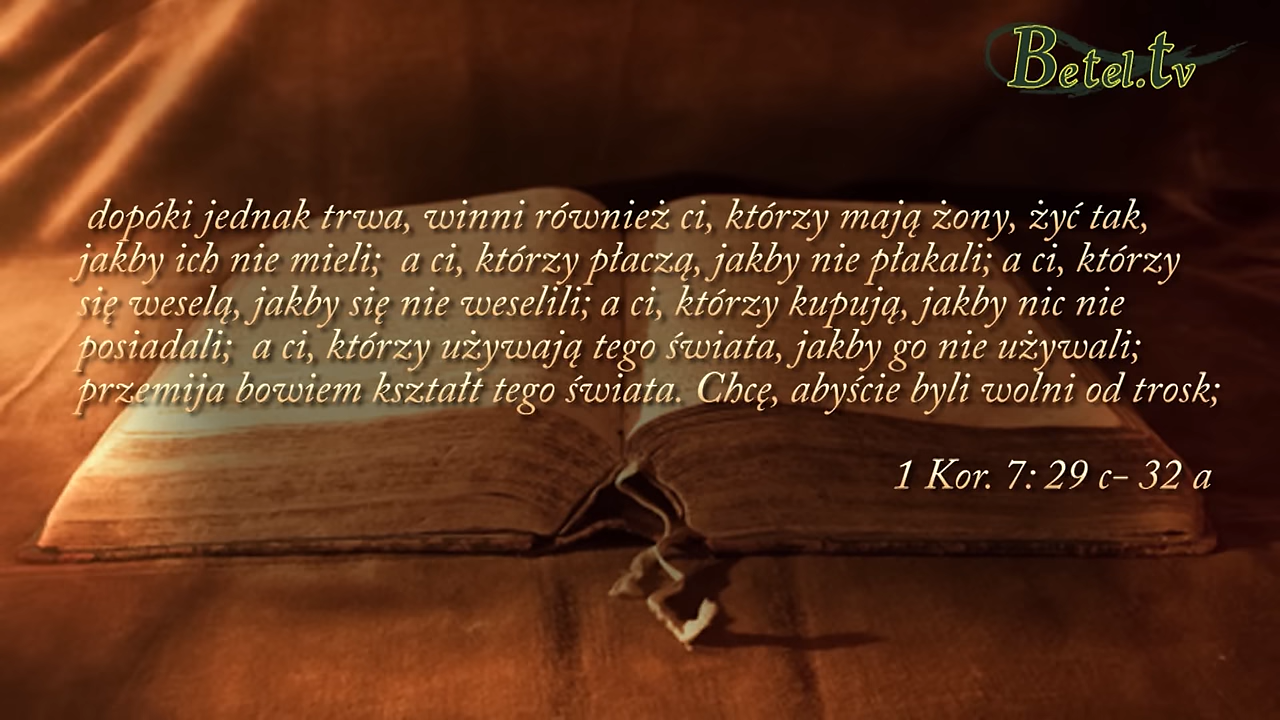 Betel.tv
dopóki jednak trwa, winni również ci, którzy mają żony, żyć tak,
jakby ich nie mieli; a ci, którzy płaczą, jakby nie płakali; a ci, którzy
się weselą, jakby się nie weselili; a ci, którzy kupują, jakby nic nie
posiadali; a ci, którzy używają tego świata, jakby go nie używali;
przemija bowiem kształt tego świata. Chcę, abyście byli wolni od trosk;
1 Kor. 7: 29 c- 32 a